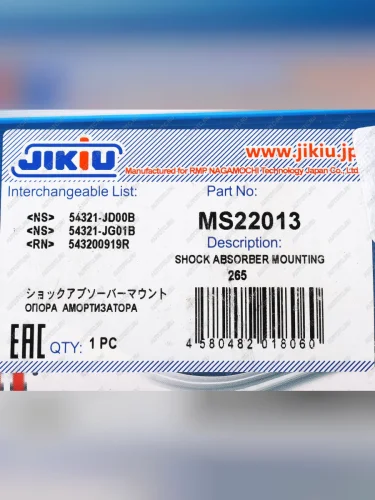 JIKIU
www.jikiu.jp
Manufactured for RMP NAGAMOCHI Technology Japan Co., Ltd
Interchangeable List:
Part No:
<NS> 54321-JD00B
<NS> 54321-JG01B
<RN> 543200919R
MS22013
Description:
SHOCK ABSORBER MOUNTING
265
ショックアブソーバーマウント
ОПОРА АМОРТИЗАТОРА
EAC
QTY: 1 PC
4 580482 018060